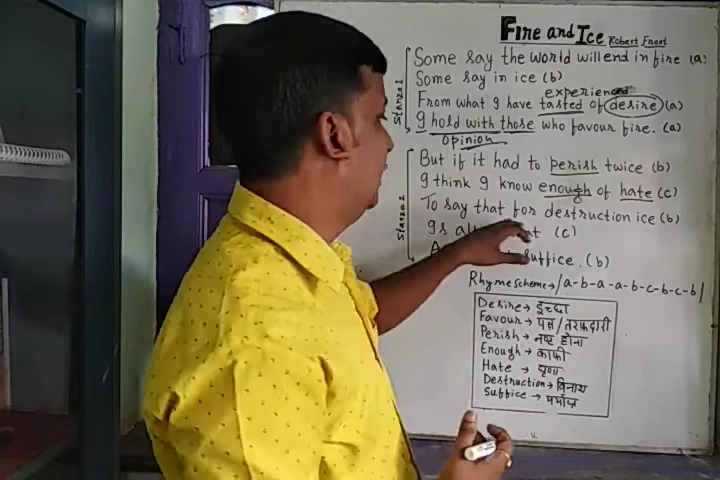 Fire and Ice Robert Frost
Some say the world will end in fire (a)
Some say in ice (b)
experienced
From what I have tasted of desire (a)
I hold with those who favour fire. (a)
Opinion
Stanza 1
But if it had to perish twice (b)
I think I know enough of hate (c)
To say that for destruction ice (b)
Is (c)
suffice. (b)
Stanza 2
Rhyme scheme → /a-b-a-a-b-c-b-c-b/
Desire → इच्छा
Favour → पक्ष/तरफदारी
Perish → नष्ट होना
Enough → काफी
Hate → घृणा
Destruction → विनाश
Suffice → पर्याप्त